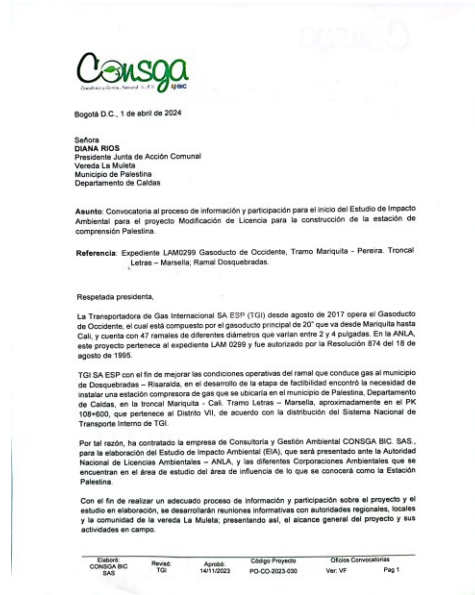 Consga
Consultoría y Gestión Ambiental S.A.S BIC
Bogotá D.C., 1 de abril de 2024
Señora
DIANA RIOS
Presidente Junta de Acción Comunal
Vereda La Muleta
Municipio de Palestina
Departamento de Caldas
Asunto: Convocatoria al proceso de información y participación para el inicio del Estudio de Impacto
Ambiental para el proyecto Modificación de Licencia para la construcción de la estación de
comprensión Palestina.
Referencia: Expediente LAM0299 Gasoducto de Occidente, Tramo Mariquita - Pereira. Troncal
Letras – Marsella; Ramal Dosquebradas.
Respetada presidenta,
La Transportadora de Gas Internacional SA ESP (TGI) desde agosto de 2017 opera el Gasoducto
de Occidente, el cual está compuesto por el gasoducto principal de 20" que va desde Mariquita hasta
Cali, y cuenta con 47 ramales de diferentes diámetros que varían entre 2 y 4 pulgadas. En la ANLA,
este proyecto pertenece al expediente LAM 0299 y fue autorizado por la Resolución 874 del 18 de
agosto de 1995.
TGI SA ESP con el fin de mejorar las condiciones operativas del ramal que conduce gas al municipio
de Dosquebradas – Risaralda, en el desarrollo de la etapa de factibilidad encontró la necesidad de
instalar una estación compresora de gas que se ubicaría en el municipio de Palestina, Departamento
de Caldas, en la troncal Mariquita - Cali. Tramo Letras – Marsella, aproximadamente en el PK
108+600, que pertenece al Distrito VII, de acuerdo con la distribución del Sistema Nacional de
Transporte Interno de TGI.
Por tal razón, ha contratado la empresa de Consultoría y Gestión Ambiental CONSGA BIC. SAS.,
para la elaboración del Estudio de Impacto Ambiental (EIA), que será presentado ante la Autoridad
Nacional de Licencias Ambientales – ANLA, y las diferentes Corporaciones Ambientales que se
encuentran en el área de estudio del área de influencia de lo que se conocerá como la Estación
Palestina.
Con el fin de realizar un adecuado proceso de información y participación sobre el proyecto y el
estudio en elaboración, se desarrollarán reuniones informativas con autoridades regionales, locales
y la comunidad de la vereda La Muleta; presentando así, el alcance general del proyecto y sus
actividades en campo.
Elaboró: CONSGA BIC SAS
Revisó: TGI
Aprobó: 14/11/2023
Código Proyecto PO-CO-2023-030
Oficios Convocatorias
Ver: VF Pag 1